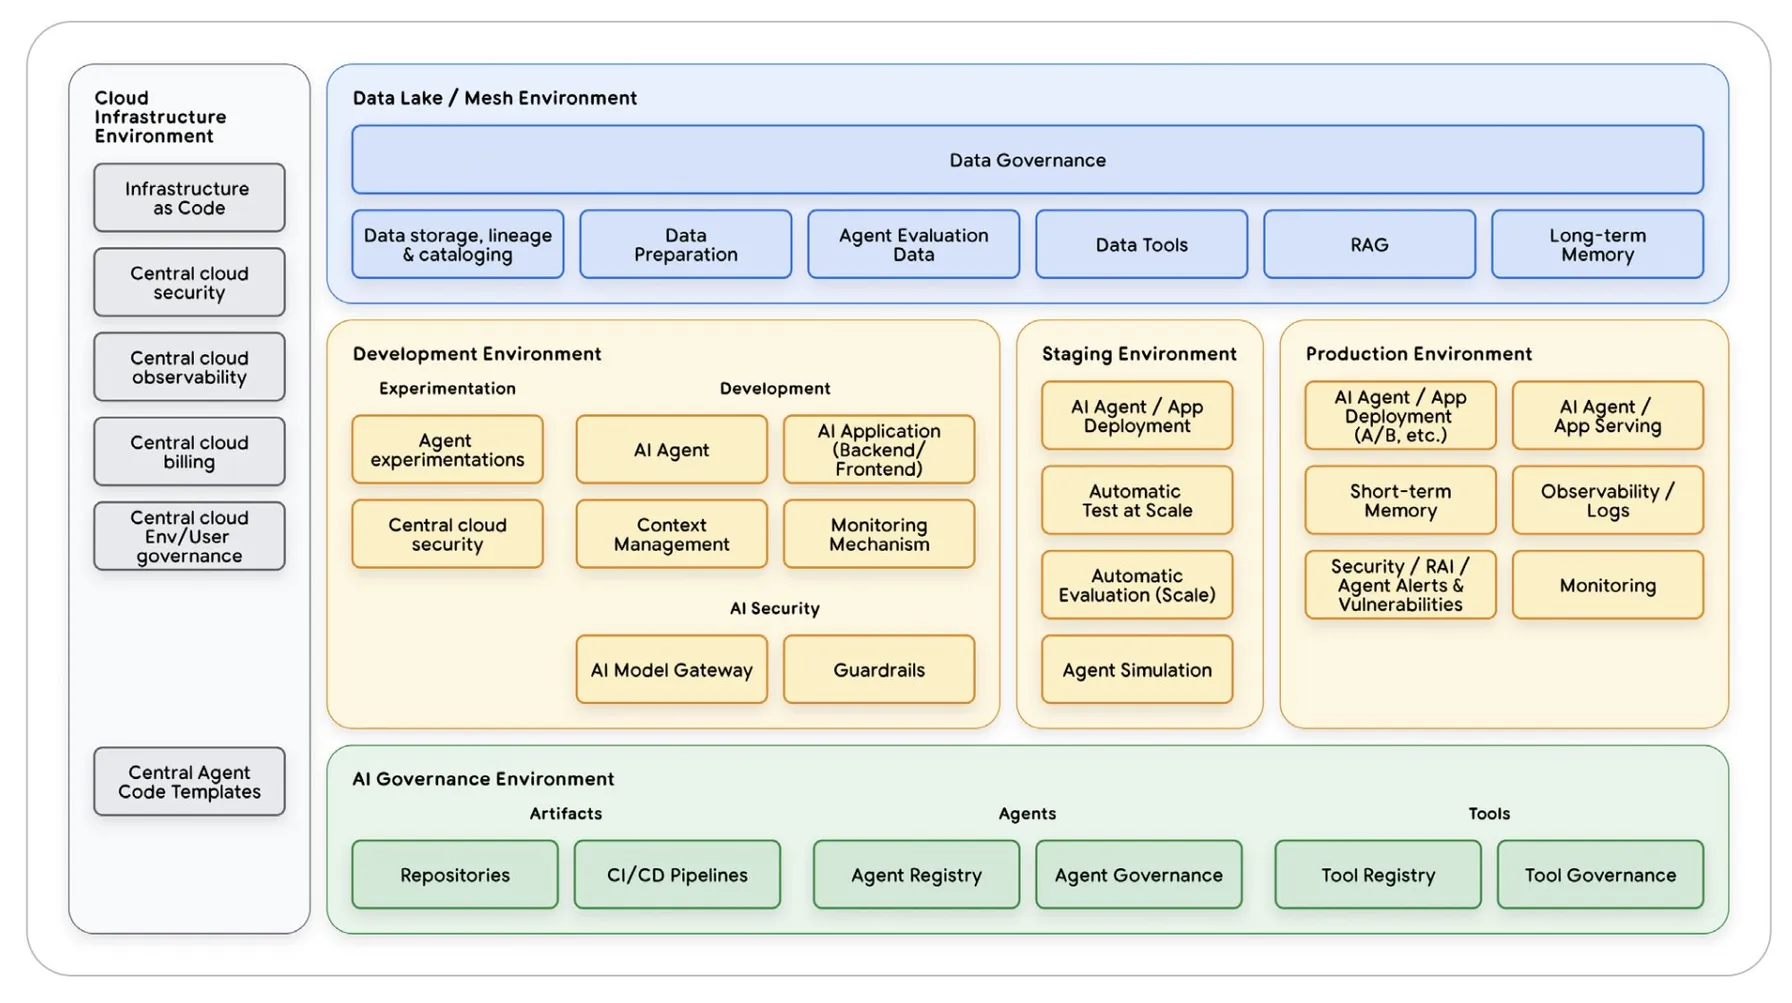 Cloud
Infrastructure
Environment
Infrastructure
as Code
Central cloud
security
Central cloud
observability
Central cloud
billing
Central cloud
Env/User
governance
Central Agent
Code Templates
Data Lake / Mesh Environment
Data Governance
Data storage, lineage
& cataloging
Data
Preparation
Agent Evaluation
Data
Data Tools
RAG
Long-term
Memory
Development Environment
Experimentation
Agent
experimentations
Central cloud
security
Development
AI Agent
AI Application
(Backend/
Frontend)
Context
Management
Monitoring
Mechanism
AI Security
AI Model Gateway
Guardrails
Staging Environment
AI Agent / App
Deployment
Automatic
Test at Scale
Automatic
Evaluation (Scale)
Agent Simulation
Production Environment
AI Agent / App
Deployment
(A/B, etc.)
AI Agent /
App Serving
Short-term
Memory
Observability /
Logs
Security / RAI /
Agent Alerts &
Vulnerabilities
Monitoring
AI Governance Environment
Artifacts
Repositories
CI/CD Pipelines
Agents
Agent Registry
Agent Governance
Tools
Tool Registry
Tool Governance